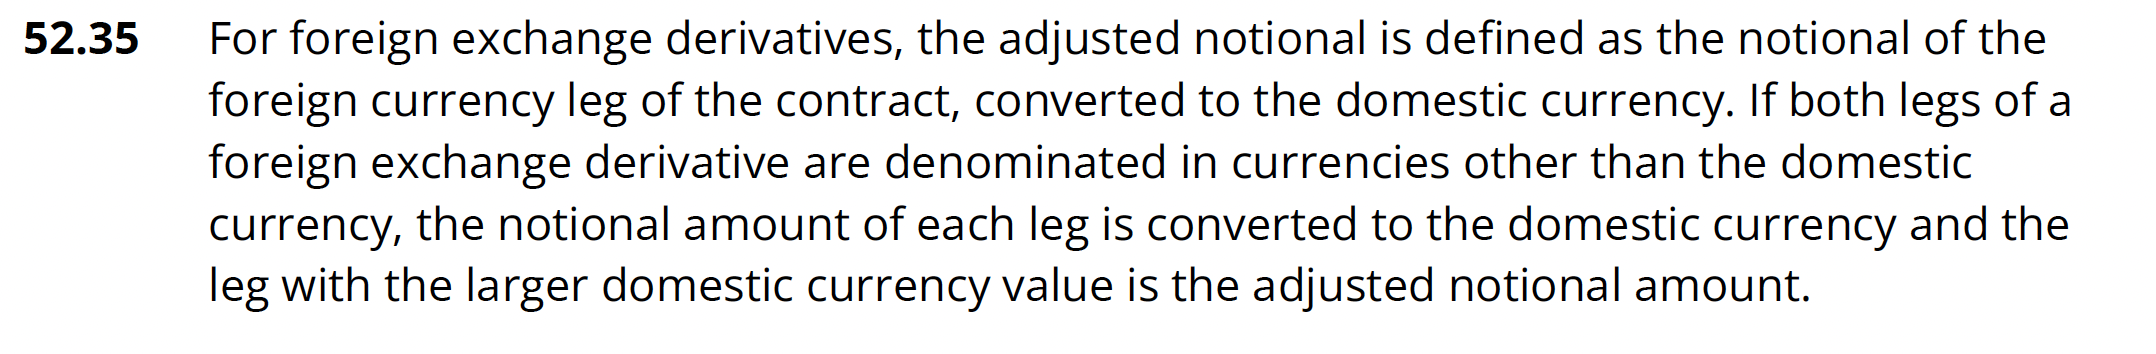 52.35 For foreign exchange derivatives, the adjusted notional is defined as the notional of the
foreign currency leg of the contract, converted to the domestic currency. If both legs of a
foreign exchange derivative are denominated in currencies other than the domestic
currency, the notional amount of each leg is converted to the domestic currency and the
leg with the larger domestic currency value is the adjusted notional amount.